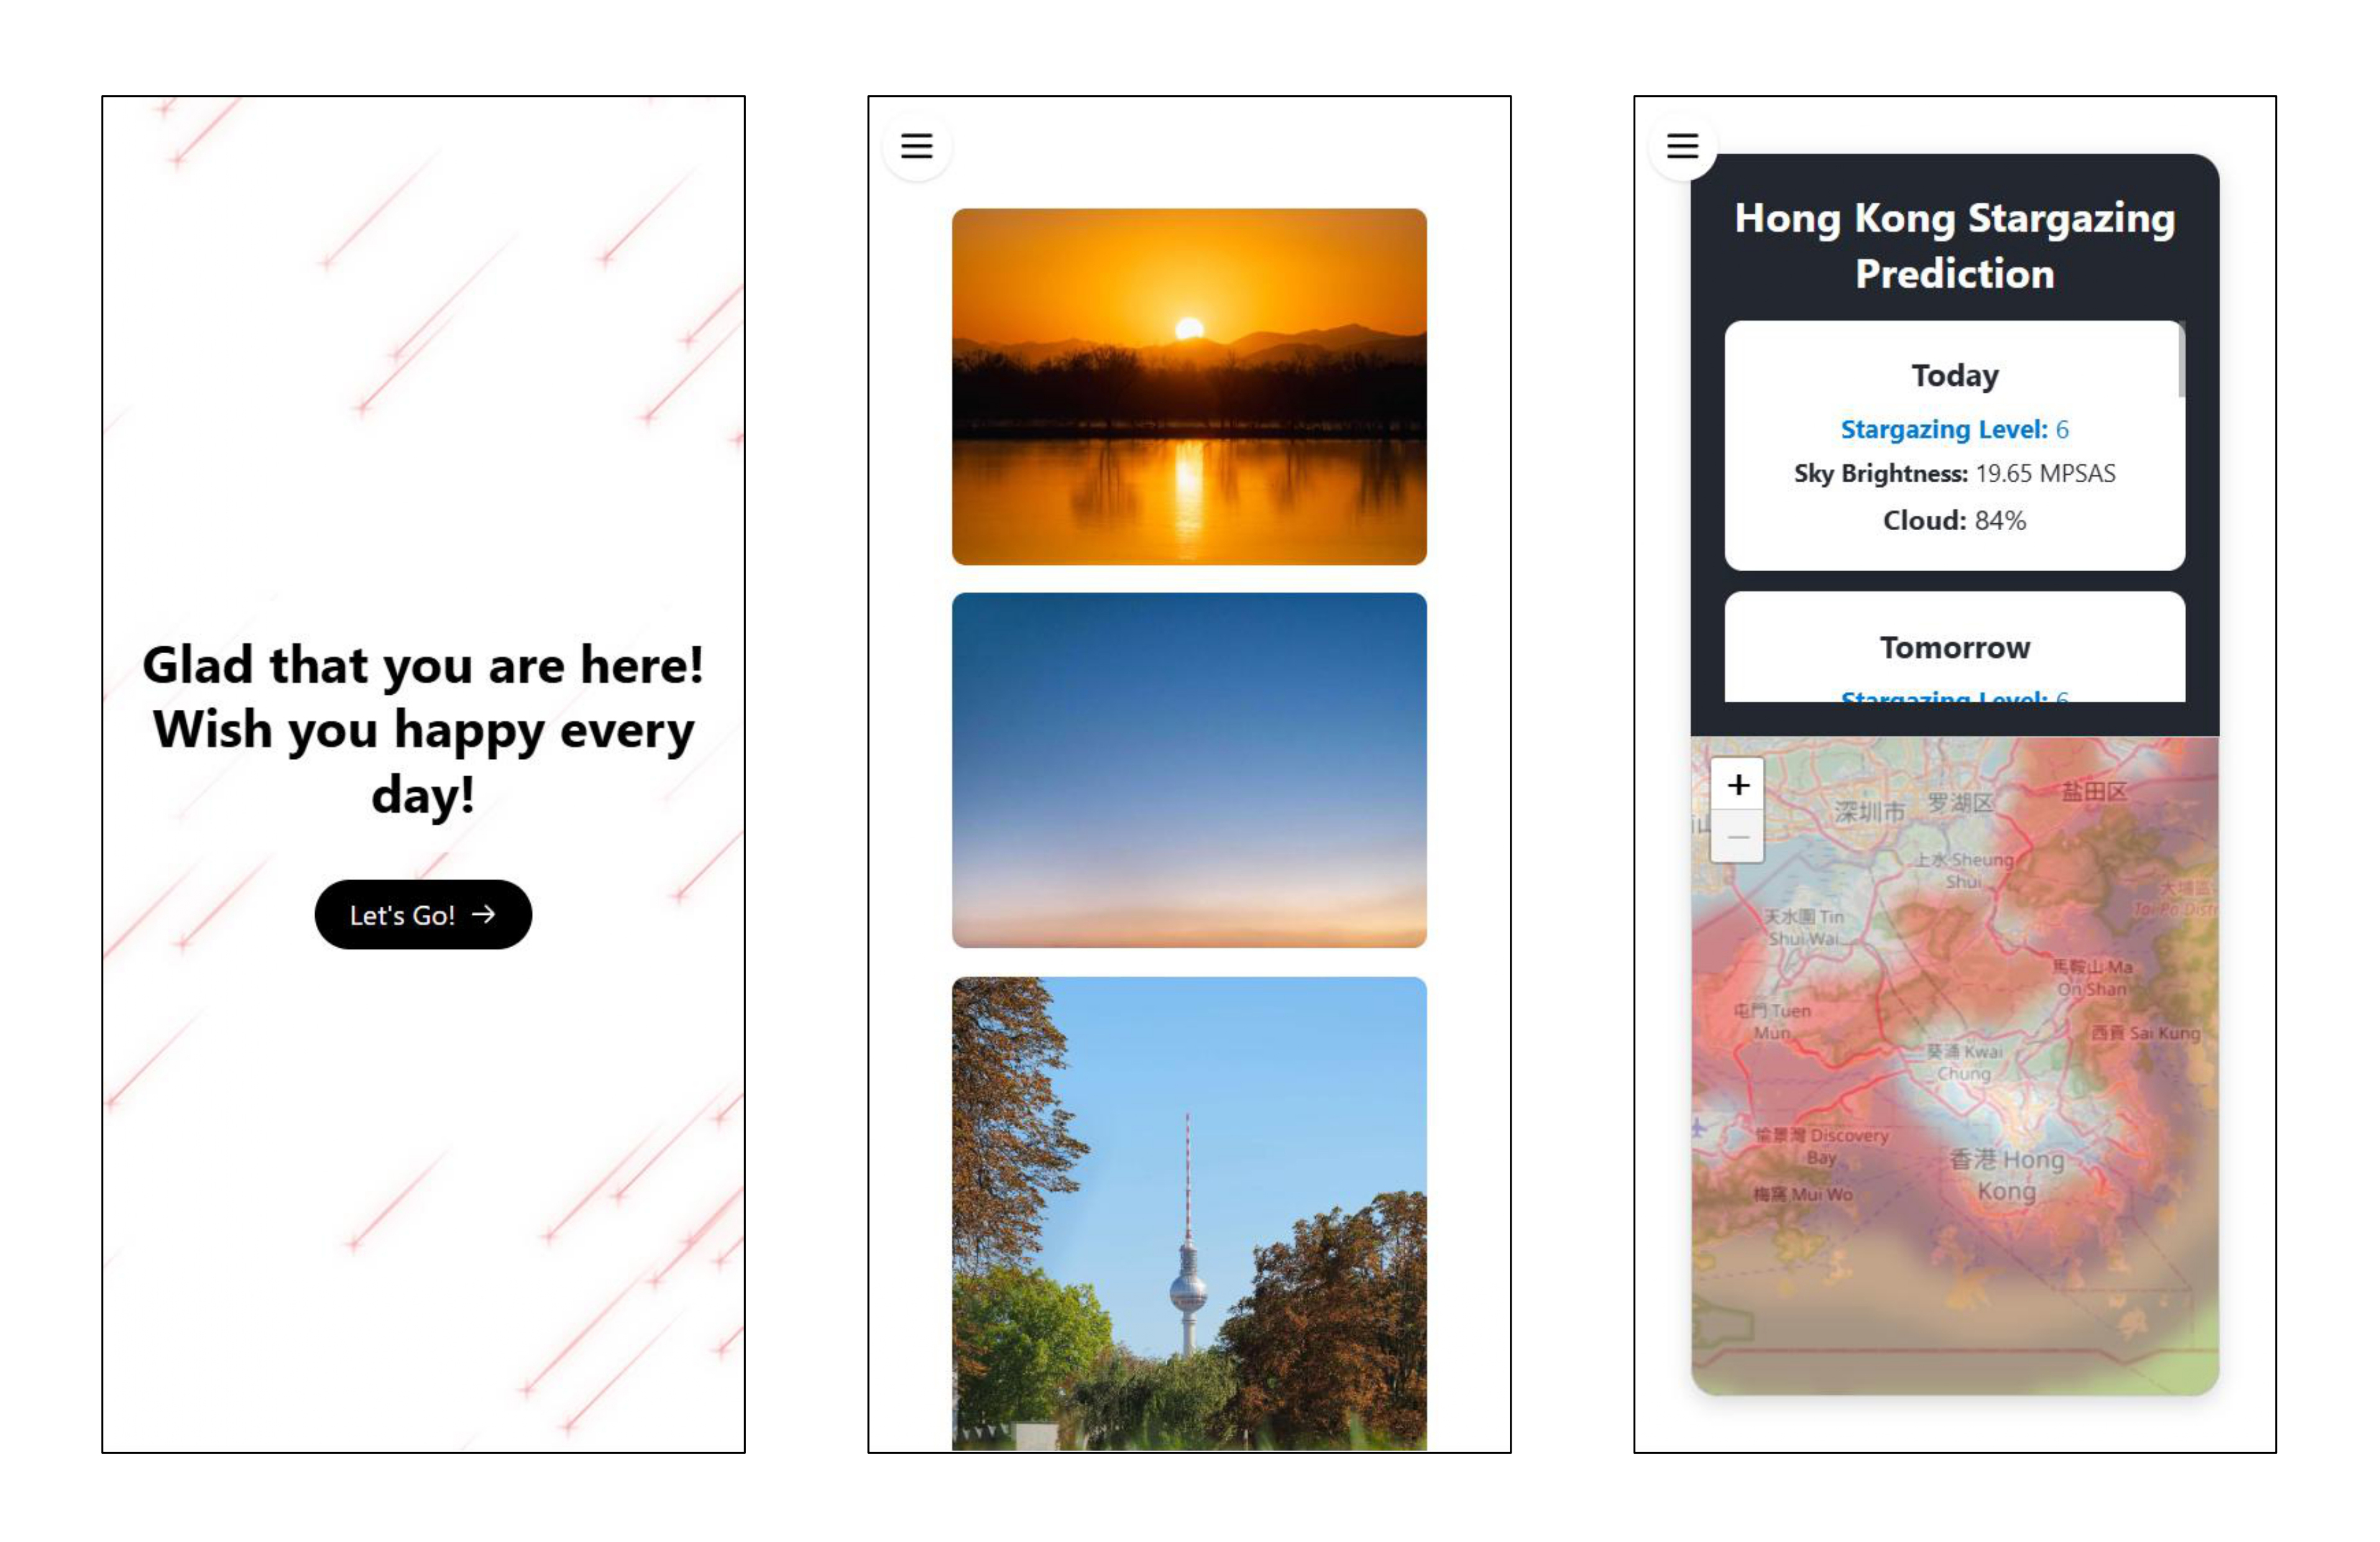 Glad that you are here!
Wish you happy every
day!
Let's Go!
Hong Kong Stargazing
Prediction
Today
Stargazing Level: 6
Sky Brightness: 19.65 MPSAS
Cloud: 84%
Tomorrow
Stargazing Level: 6
+
−
深圳市
罗湖区
盐田区
山
上水 Sheung
Shui
大埔區
Tai Po Distr
天水圍 Tin
Shui Wai
馬鞍山 Ma
On Shan
屯門 Tuen
Mun
西貢 Sai Kung
葵涌 Kwai
Chung
愉景灣 Discovery
Bay
香港 Hong
Kong
梅窩 Mui Wo